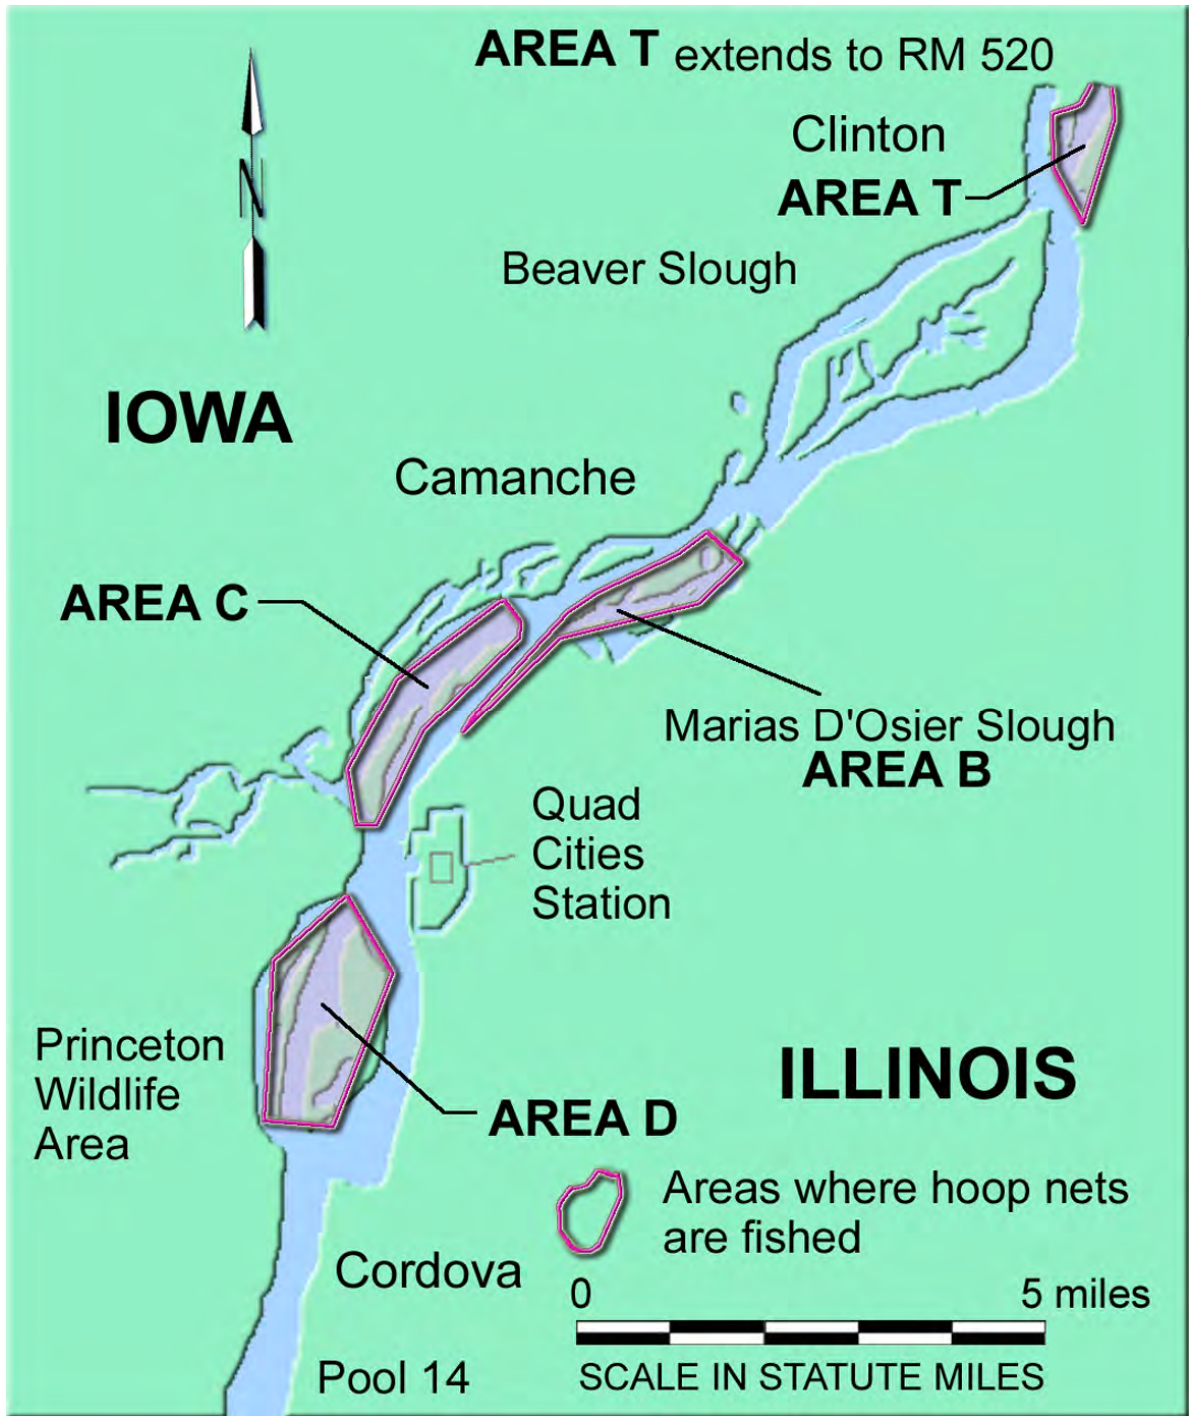 AREA T extends to RM 520
Clinton
AREA T
N
Beaver Slough
IOWA
Camanche
AREA C
Marias D'Osier Slough
AREA B
Quad
Cities
Station
Princeton
Wildlife
Area
ILLINOIS
AREA D
Areas where hoop nets
are fished
Cordova
0 5 miles
SCALE IN STATUTE MILES
Pool 14